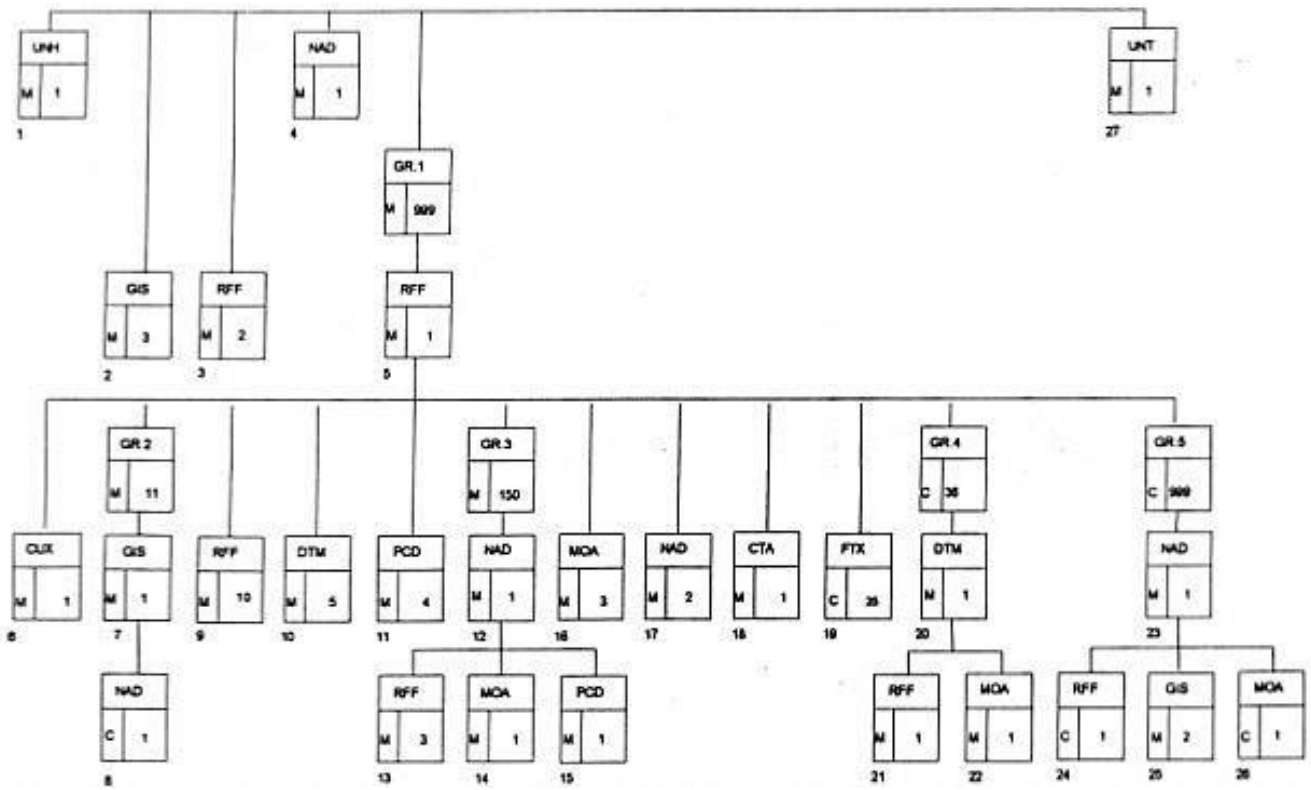 UNH
M 1
1
NAD
M 1
4
UNT
M 1
27
GR.1
M 999
GIS
M 3
2
RFF
M 2
3
RFF
M 1
5
GR.2
M 11
GR.3
M 150
GR.4
C 36
GR.5
C 999
CUX
M 1
6
GIS
M 1
7
RFF
M 10
9
DTM
M 5
10
PCD
M 4
11
NAD
M 1
12
MOA
M 3
16
NAD
M 2
17
CTA
M 1
18
FTX
C
19
DTM
M 1
20
NAD
M 1
23
NAD
C 1
8
RFF
M 3
13
MOA
M 1
14
PCD
M 1
15
RFF
M 1
21
MOA
M 1
22
RFF
C 1
24
GIS
M 2
25
MOA
C 1
26